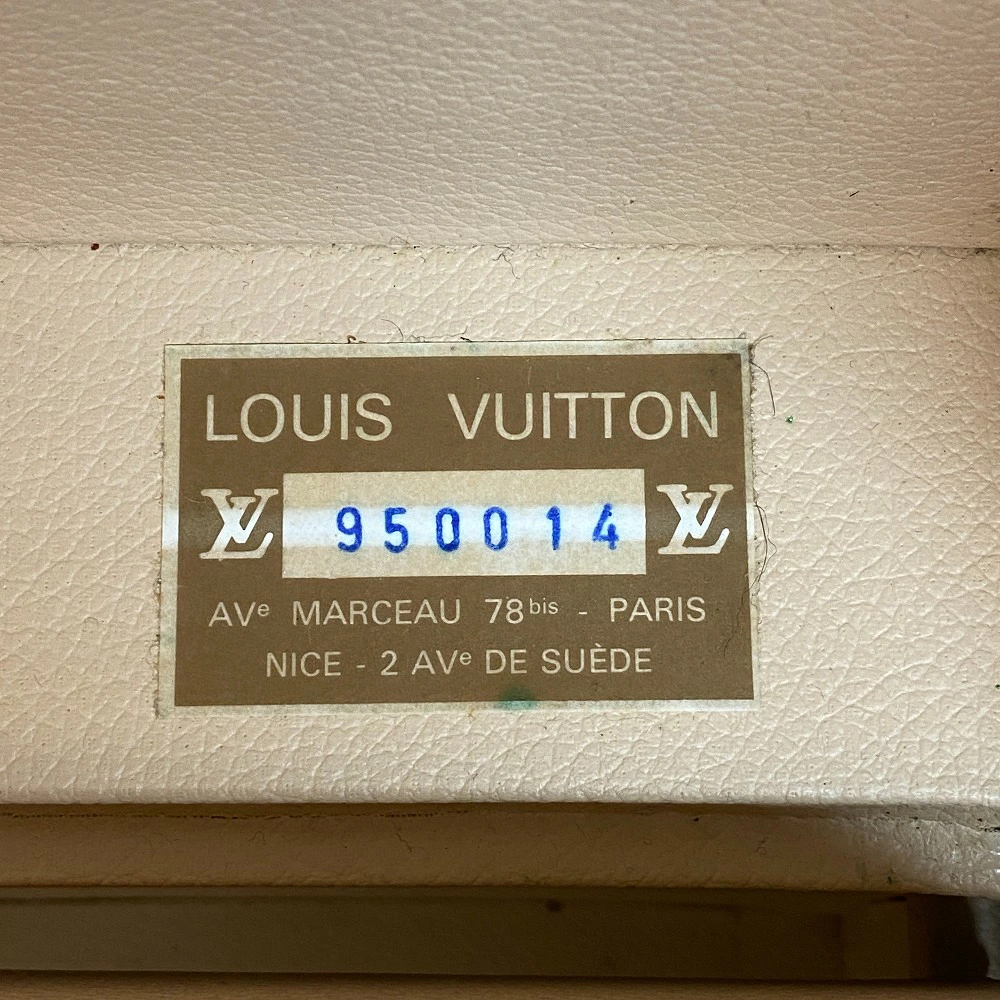 LOUIS VUITTON
LV 950014 LV
AVe MARCEAU 78bis - PARIS
NICE - 2 AVe DE SUÈDE